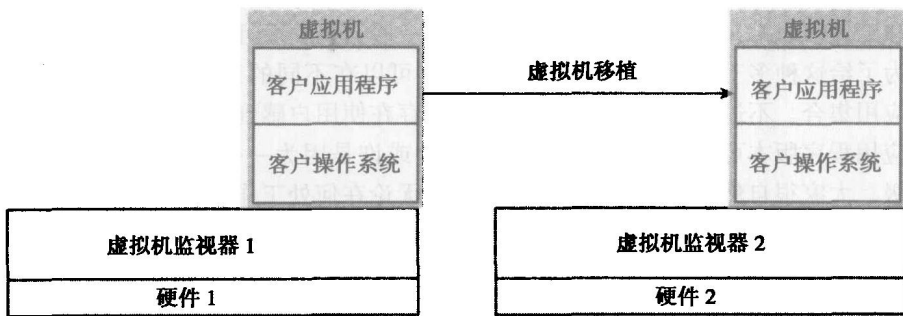 虚拟机
客户应用程序
客户操作系统
虚拟机监视器 1
硬件 1
虚拟机移植
虚拟机
客户应用程序
客户操作系统
虚拟机监视器 2
硬件 2